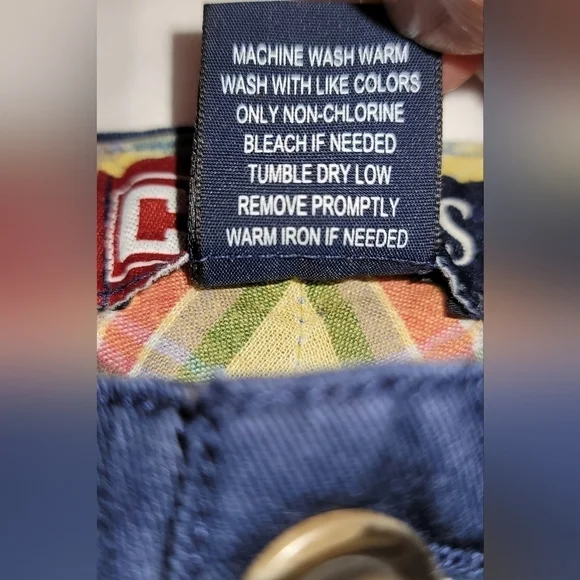 MACHINE WASH WARM
WASH WITH LIKE COLORS
ONLY NON-CHLORINE
BLEACH IF NEEDED
TUMBLE DRY LOW
REMOVE PROMPTLY
WARM IRON IF NEEDED